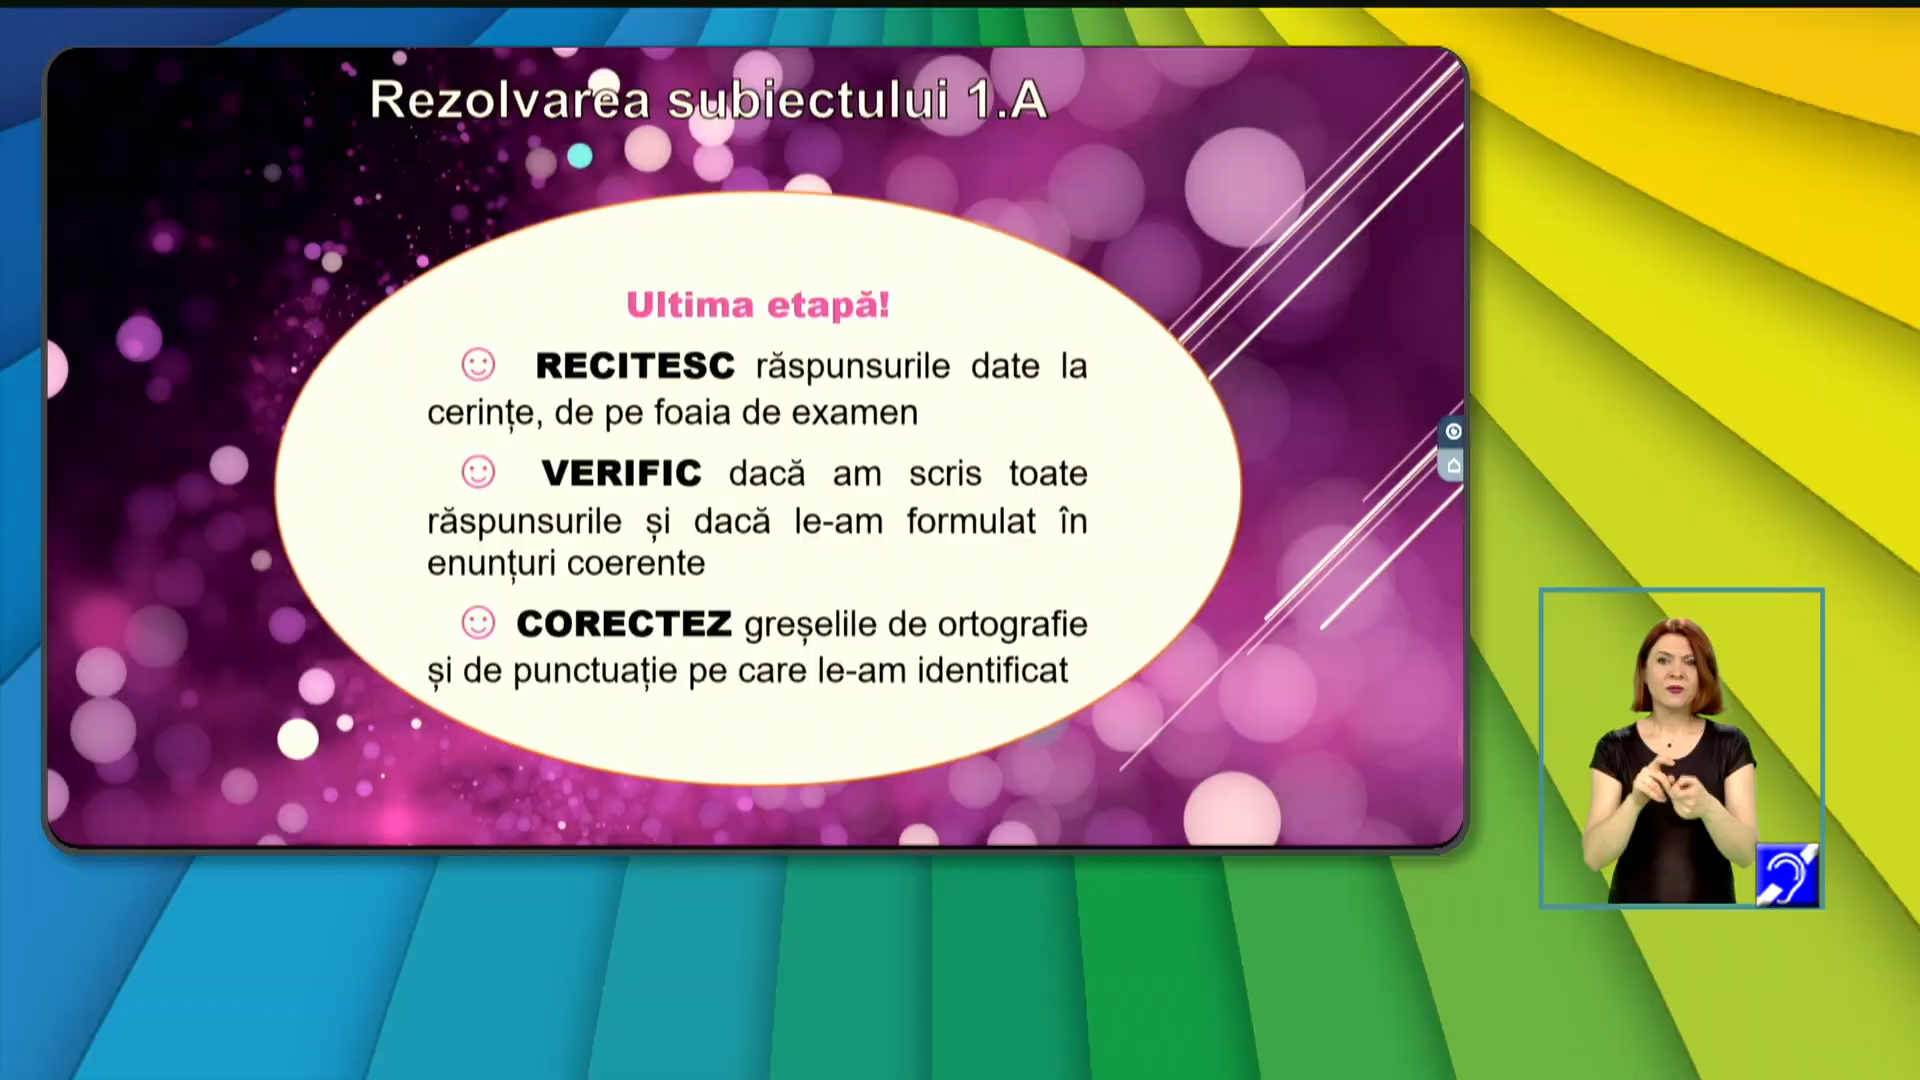 Rezolvarea subiectului 1.A
Ultima etapă!
RECITESC răspunsurile date la
cerințe, de pe foaia de examen
VERIFIC dacă am scris toate
răspunsurile și dacă le-am formulat în
enunțuri coerente
CORECTEZ greșelile de ortografie
și de punctuație pe care le-am identificat